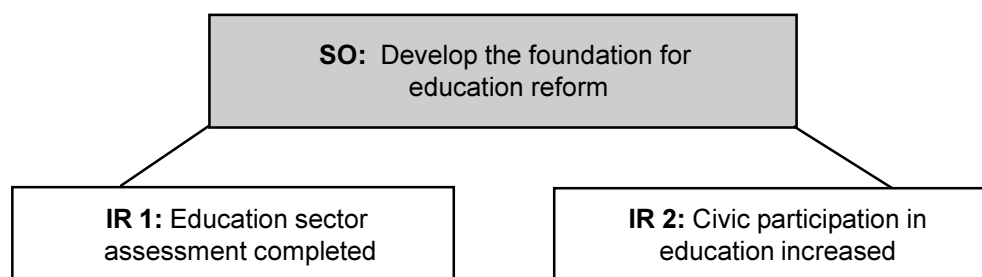 SO: Develop the foundation for
education reform
IR 1: Education sector
assessment completed
IR 2: Civic participation in
education increased